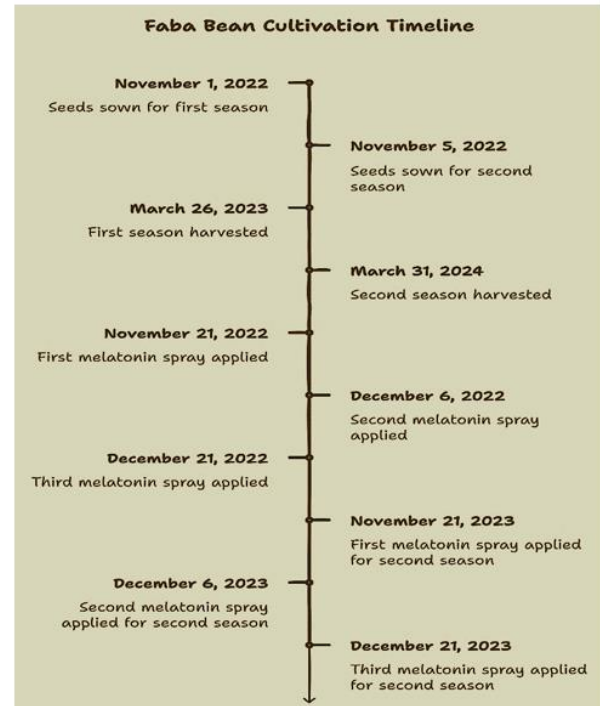 Faba Bean Cultivation Timeline
November 1, 2022
Seeds sown for first season
November 5, 2022
Seeds sown for second
season
March 26, 2023
First season harvested
March 31, 2024
Second season harvested
November 21, 2022
First melatonin spray applied
December 6, 2022
Second melatonin spray
applied
December 21, 2022
Third melatonin spray applied
November 21, 2023
First melatonin spray applied
for second season
December 6, 2023
Second melatonin spray
applied for second season
December 21, 2023
Third melatonin spray applied
for second season